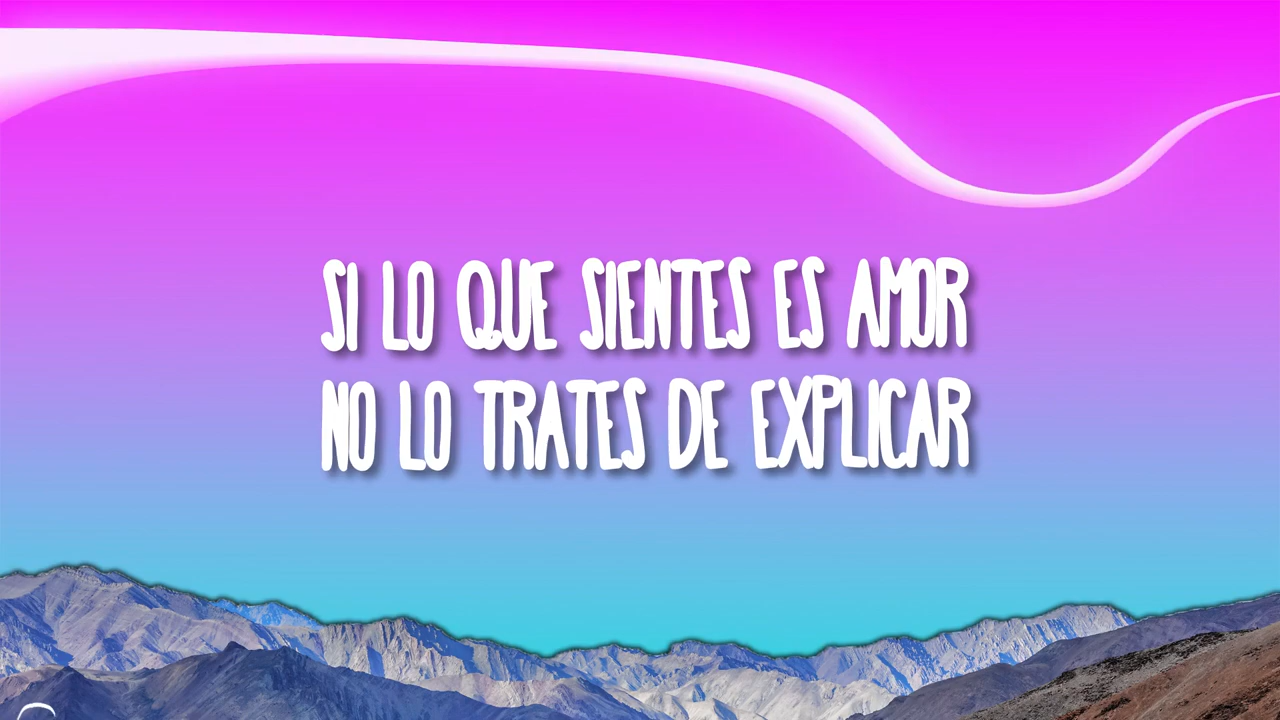 SI LO QUE SIENTES ES AMOR
NO LO TRATES DE EXPLICAR